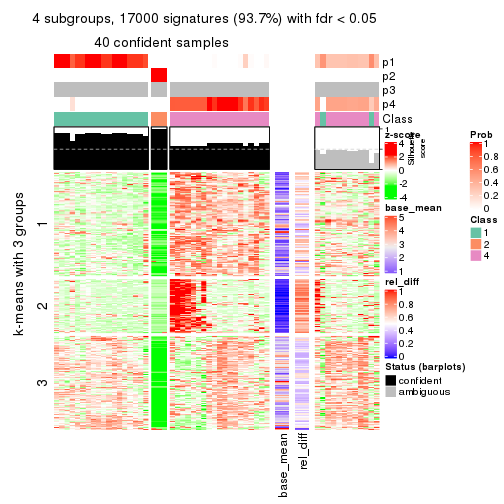 4 subgroups, 17000 signatures (93.7%) with fdr < 0.05
40 confident samples
p1
p2
p3
p4
Class
1
Silhouette
score
z-score
4
2
0
-2
-4
Prob
1
0.8
0.6
0.4
0.2
0
base_mean
5
4
3
2
1
Class
1
2
4
rel_diff
1
0.8
0.6
0.4
0.2
0
Status (barplots)
confident
ambiguous
k-means with 3 groups
1
2
3
base_mean
rel_diff